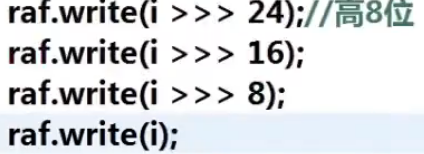 raf.write(i >>> 24);//高8位
raf.write(i >>> 16);
raf.write(i >>> 8);
raf.write(i);